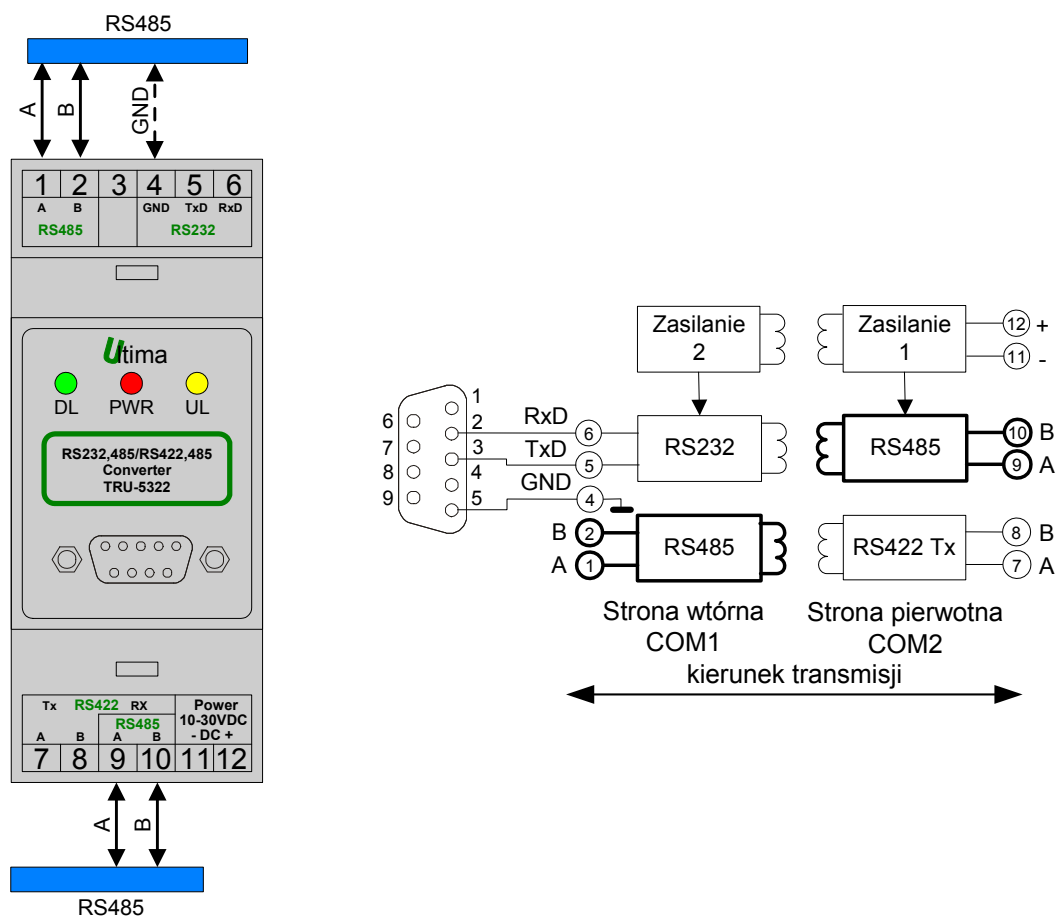 RS485
A
B
GND
1 2 3 4 5 6
A B GND TxD RxD
RS485 RS232
Ultima
DL PWR UL
RS232,485/RS422,485
Converter
TRU-5322
Tx RS422 RX Power
RS485 10-30VDC
A B A B - DC +
7 8 9 10 11 12
A
B
RS485
Zasilanie
2
Zasilanie
1
12 +
11 -
1
6 2
7 3
8 4
9 5
RxD 6 RS232
TxD 5
GND 4
RS485 10 B
9 A
B 2 RS485
A 1
RS422 Tx 8 B
7 A
Strona wtórna
COM1
Strona pierwotna
COM2
kierunek transmisji